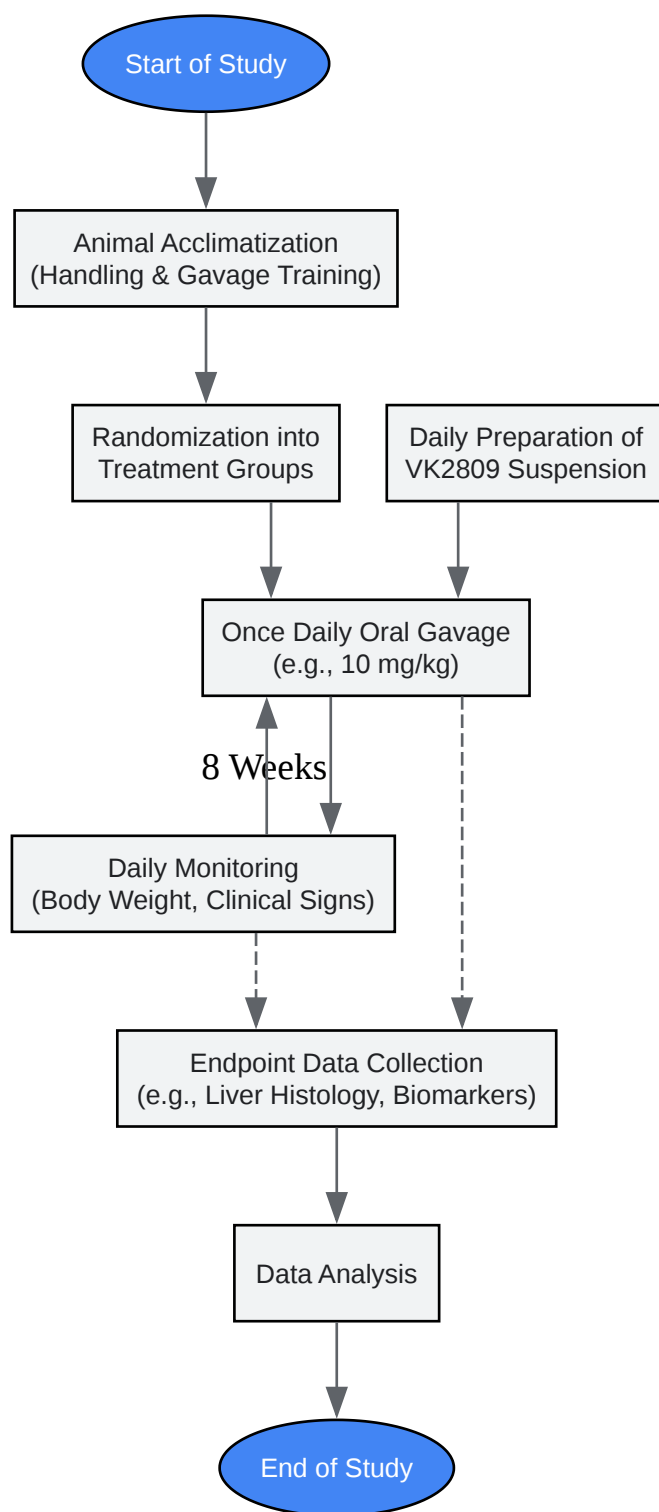 Start of Study
Animal Acclimatization
(Handling & Gavage Training)
Randomization into
Treatment Groups
Daily Preparation of
VK2809 Suspension
Once Daily Oral Gavage
(e.g., 10 mg/kg)
8 Weeks
Daily Monitoring
(Body Weight, Clinical Signs)
Endpoint Data Collection
(e.g., Liver Histology, Biomarkers)
Data Analysis
End of Study